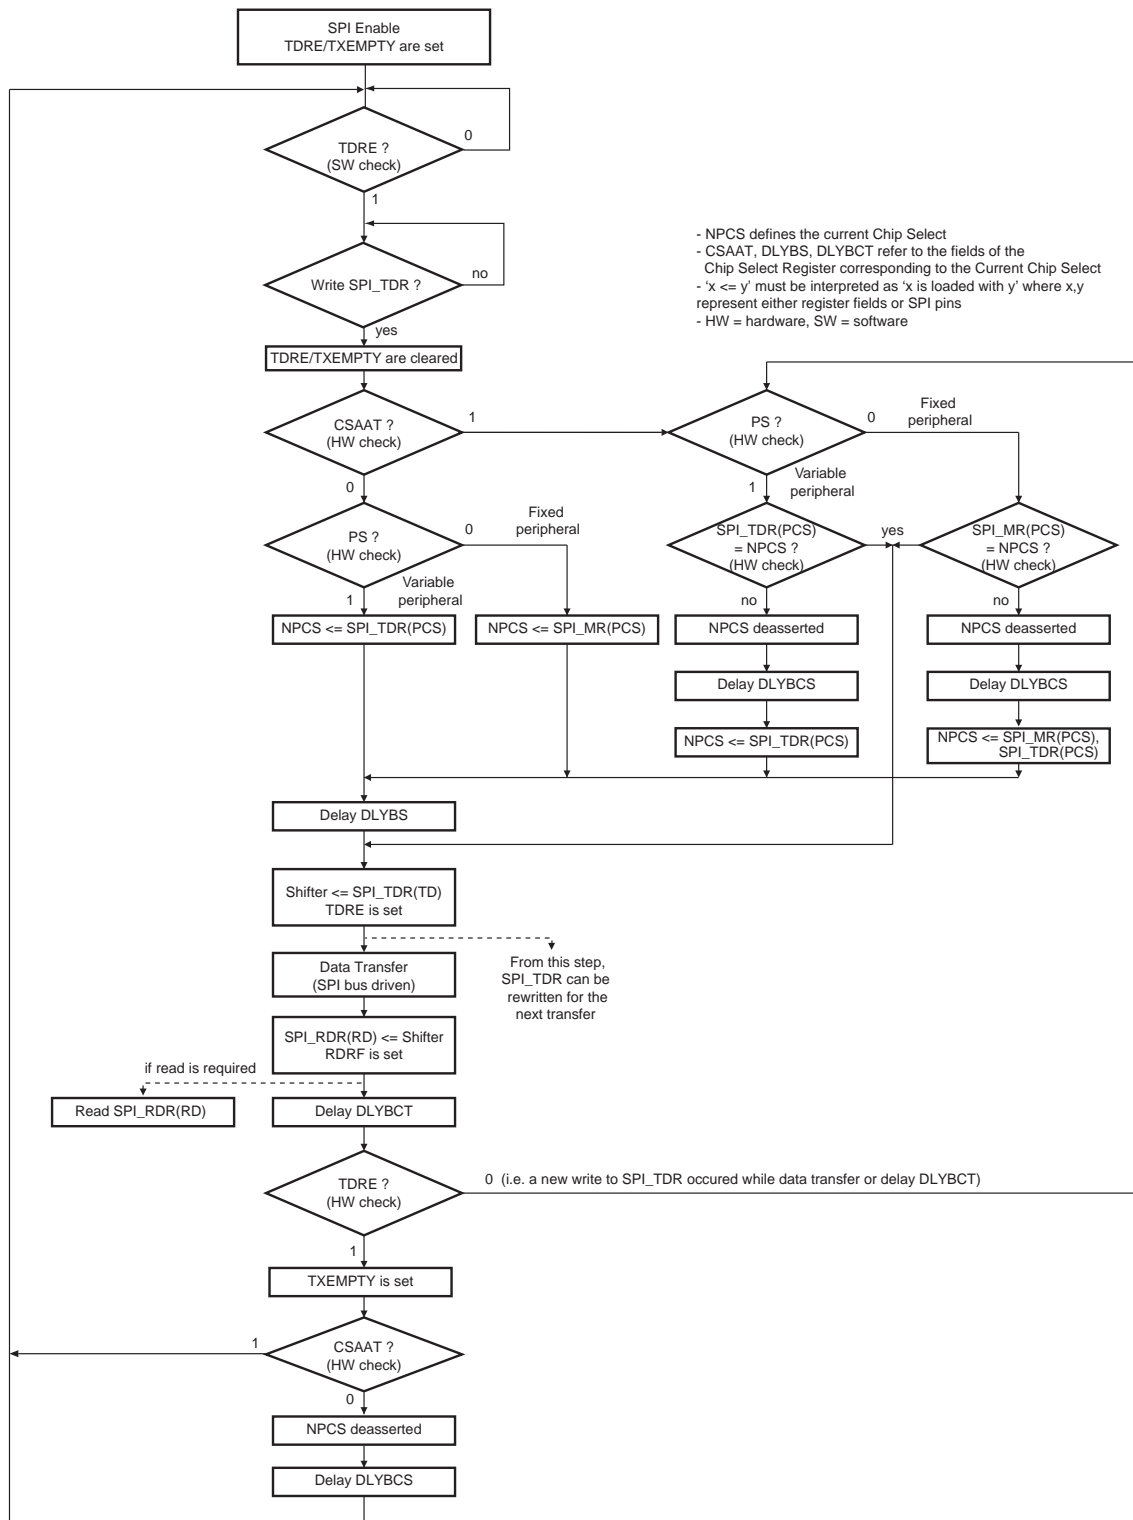 SPI Enable
TDRE/TXEMPTY are set
TDRE ?
(SW check)
0
1
Write SPI_TDR ?
no
yes
- NPCS defines the current Chip Select
- CSAAT, DLYBS, DLYBCT refer to the fields of the
Chip Select Register corresponding to the Current Chip Select
- ‘x <= y’ must be interpreted as ‘x is loaded with y’ where x,y
represent either register fields or SPI pins
- HW = hardware, SW = software
TDRE/TXEMPTY are cleared
CSAAT ?
(HW check)
1
0
PS ?
(HW check)
0
Fixed
peripheral
1
Variable
peripheral
PS ?
(HW check)
0
Fixed
peripheral
1
Variable
peripheral
SPI_TDR(PCS)
= NPCS ?
(HW check)
yes
SPI_MR(PCS)
= NPCS ?
(HW check)
no
no
NPCS <= SPI_TDR(PCS)
NPCS <= SPI_MR(PCS)
NPCS deasserted
NPCS deasserted
Delay DLYBCS
Delay DLYBCS
NPCS <= SPI_TDR(PCS)
NPCS <= SPI_MR(PCS),
SPI_TDR(PCS)
Delay DLYBS
Shifter <= SPI_TDR(TD)
TDRE is set
Data Transfer
(SPI bus driven)
From this step,
SPI_TDR can be
rewritten for the
next transfer
SPI_RDR(RD) <= Shifter
RDRF is set
if read is required
Read SPI_RDR(RD)
Delay DLYBCT
TDRE ?
(HW check)
0 (i.e. a new write to SPI_TDR occured while data transfer or delay DLYBCT)
1
TXEMPTY is set
CSAAT ?
(HW check)
1
0
NPCS deasserted
Delay DLYBCS